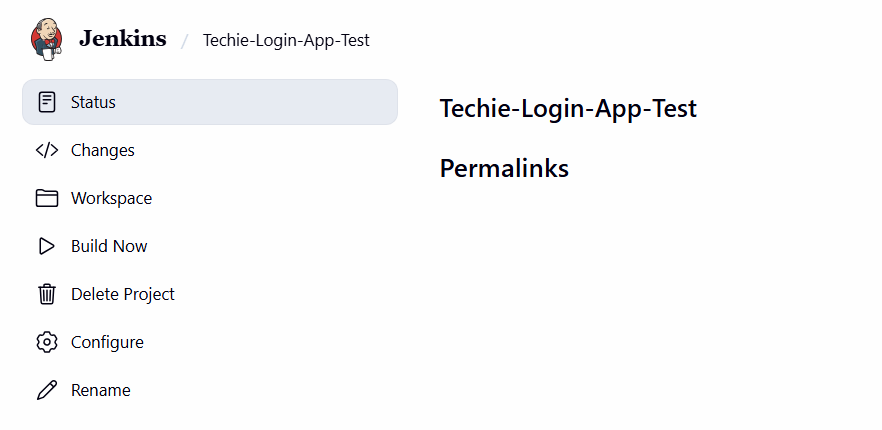 Jenkins / Techie-Login-App-Test
Status
Changes
Workspace
Build Now
Delete Project
Configure
Rename
Techie-Login-App-Test
Permalinks